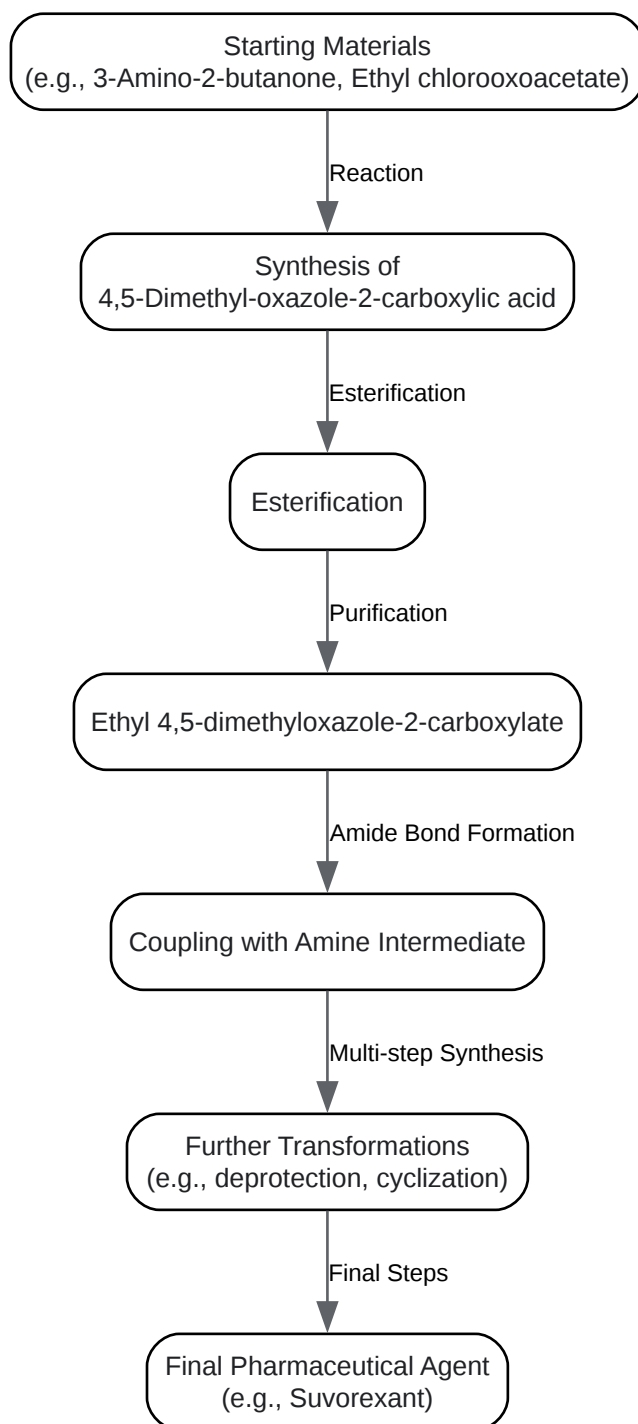 Starting Materials
(e.g., 3-Amino-2-butanone, Ethyl chlorooxoacetate)
Reaction
Synthesis of
4,5-Dimethyl-oxazole-2-carboxylic acid
Esterification
Esterification
Purification
Ethyl 4,5-dimethyloxazole-2-carboxylate
Amide Bond Formation
Coupling with Amine Intermediate
Multi-step Synthesis
Further Transformations
(e.g., deprotection, cyclization)
Final Steps
Final Pharmaceutical Agent
(e.g., Suvorexant)